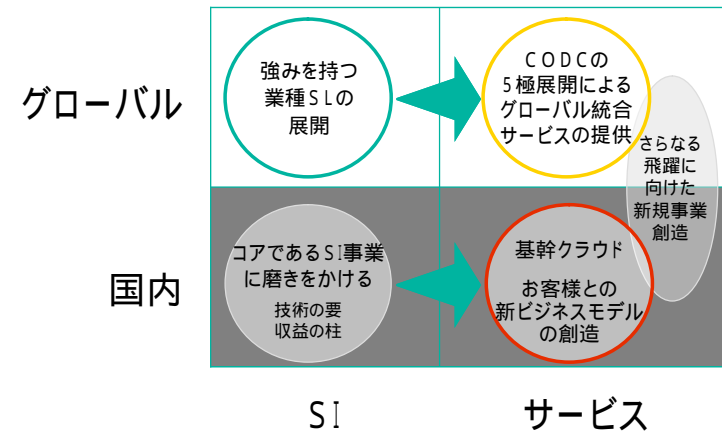 グローバル
強みを持つ
業種SLの
展開
CODCの
5極展開による
グローバル統合
サービスの提供
さらなる
飛躍に
向けた
新規事業
創造
国内
コアであるSI事業
に磨きをかける
技術の要
収益の柱
基幹クラウド
お客様との
新ビジネスモデル
の創造
SI
サービス